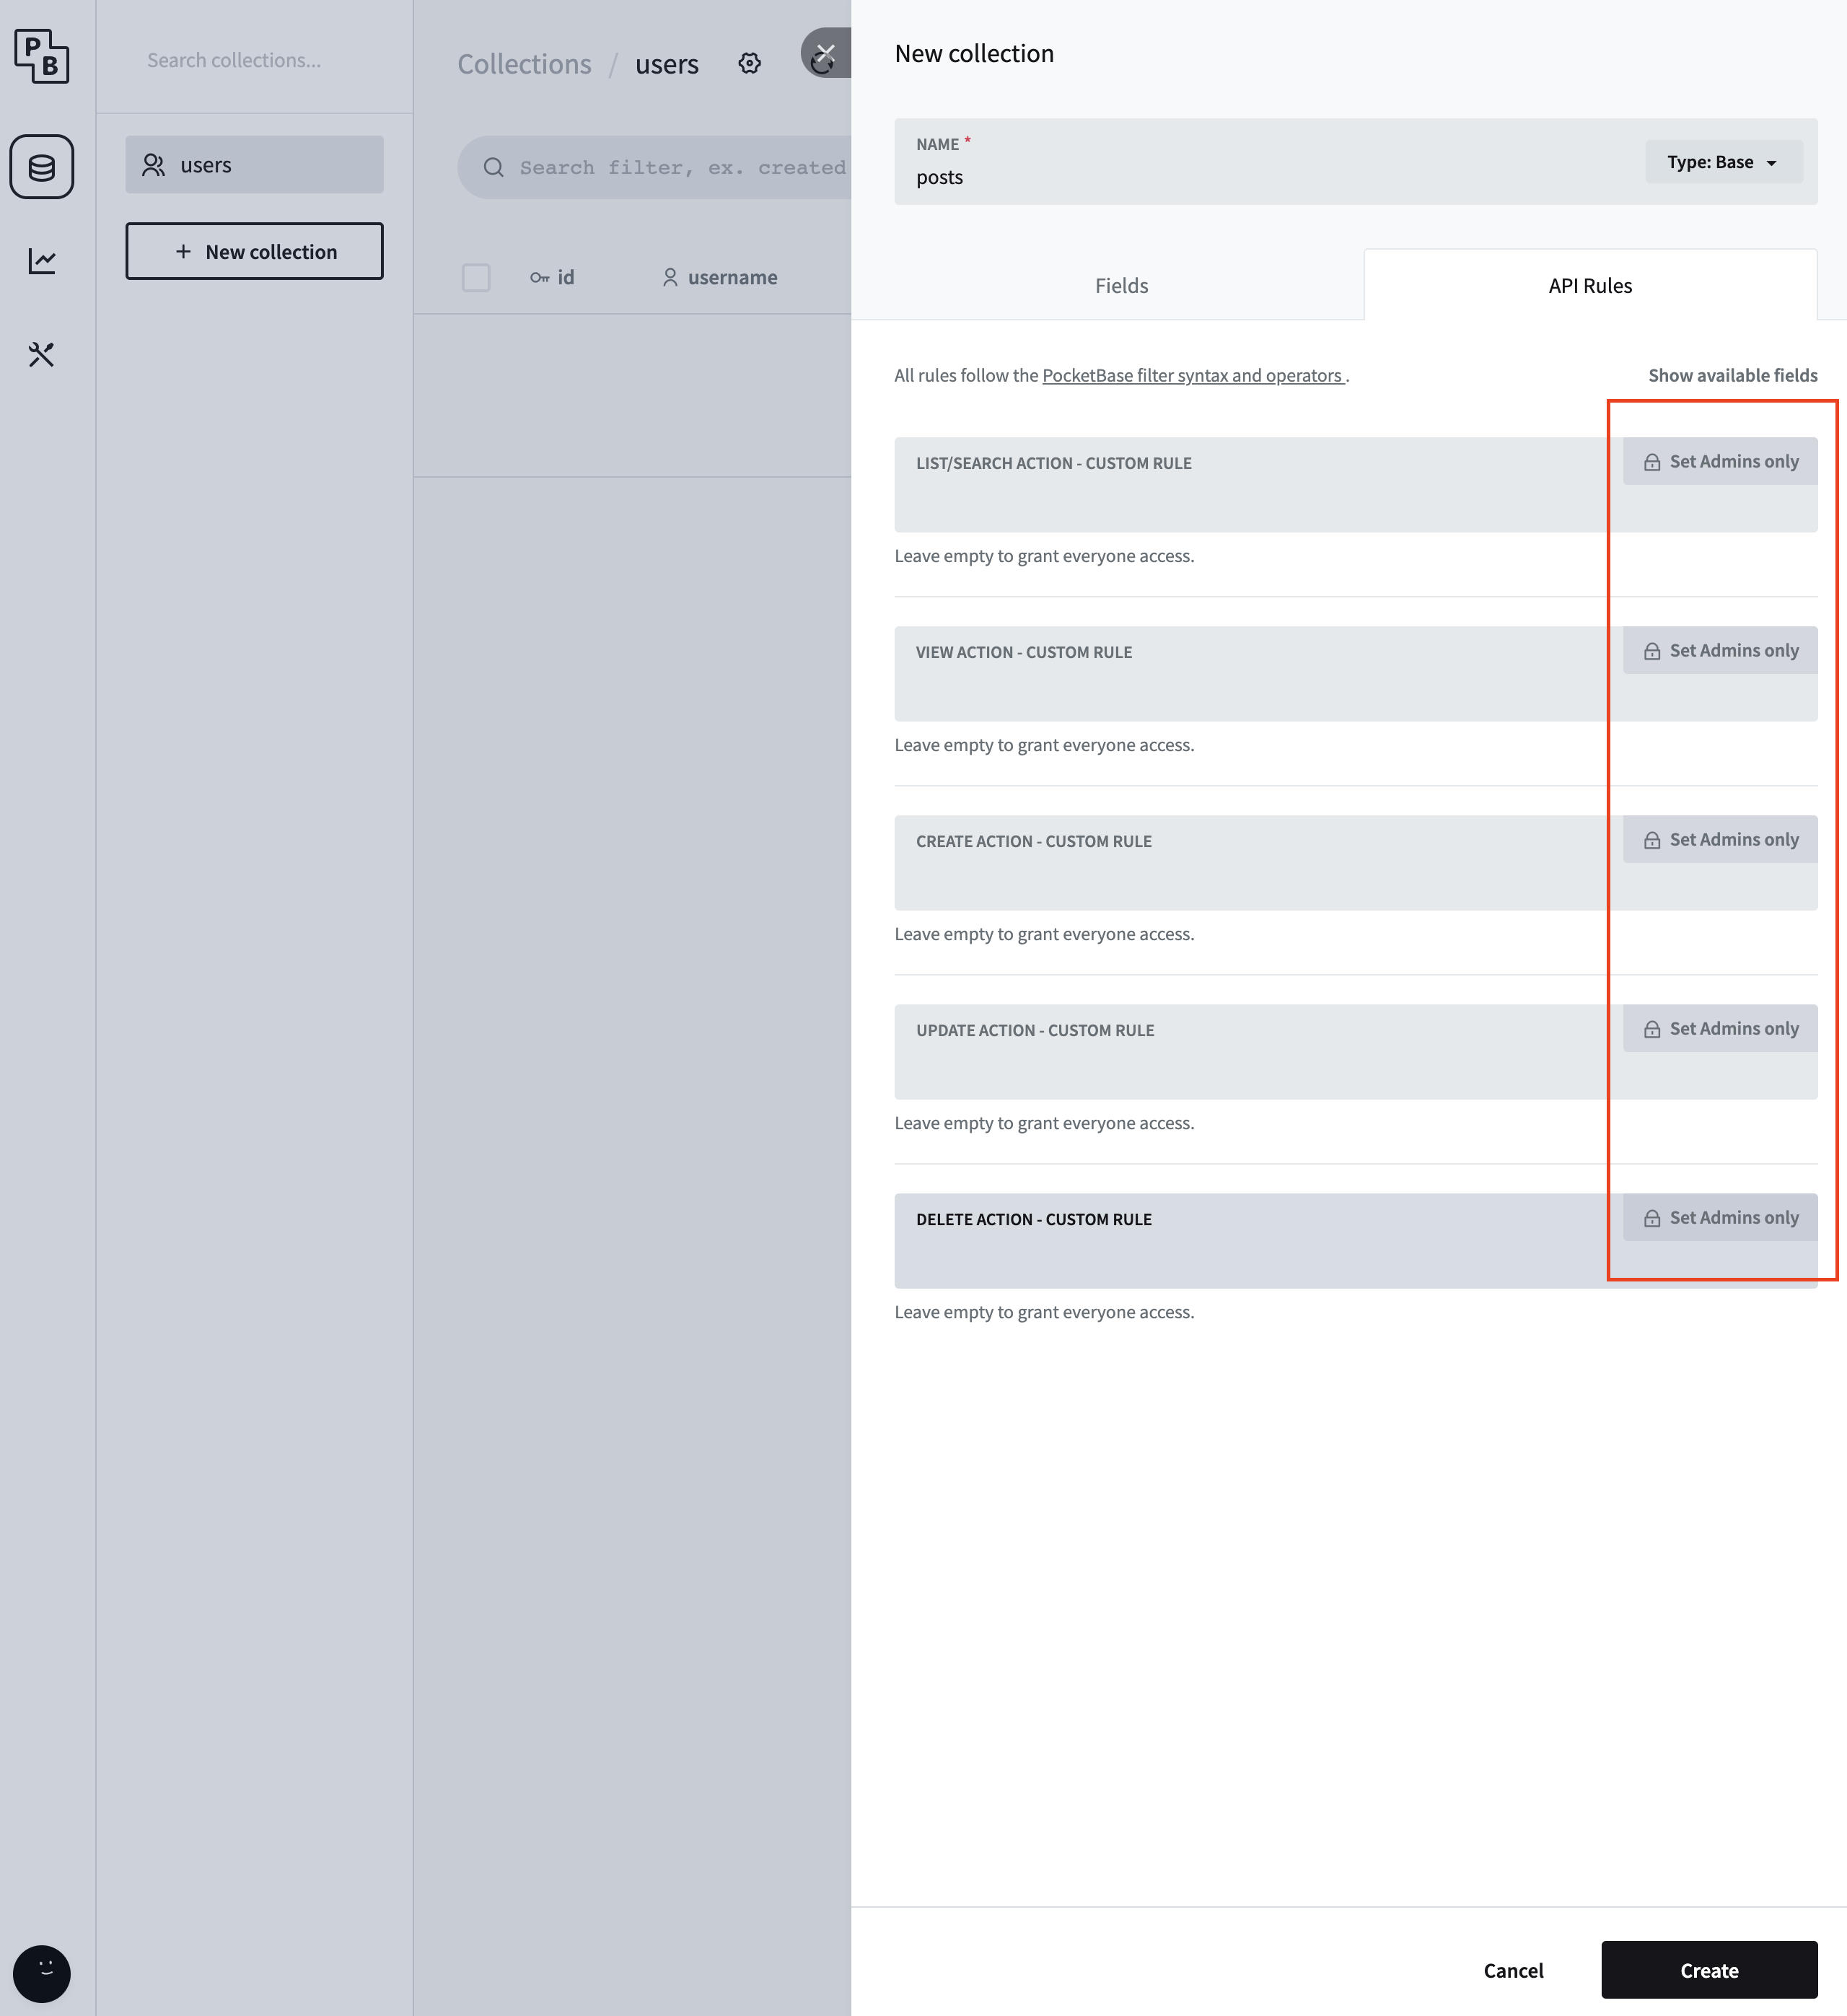 P
B
Search collections...
users
New collection
Collections / users
Search filter, ex. created
id
username
New collection
NAME *
posts
Type: Base
Fields
API Rules
All rules follow the PocketBase filter syntax and operators .
Show available fields
LIST/SEARCH ACTION - CUSTOM RULE
Set Admins only
Leave empty to grant everyone access.
VIEW ACTION - CUSTOM RULE
Set Admins only
Leave empty to grant everyone access.
CREATE ACTION - CUSTOM RULE
Set Admins only
Leave empty to grant everyone access.
UPDATE ACTION - CUSTOM RULE
Set Admins only
Leave empty to grant everyone access.
DELETE ACTION - CUSTOM RULE
Set Admins only
Leave empty to grant everyone access.
Cancel
Create